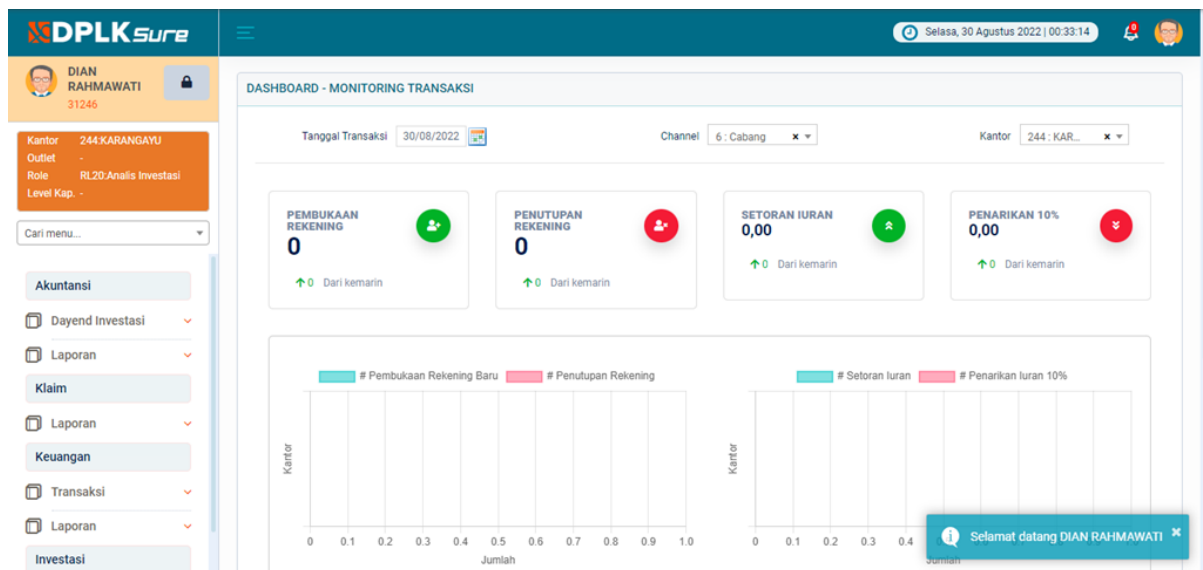 DPLKSure
Selasa, 30 Agustus 2022 | 00:33:14
DIAN
RAHMAWATI
31246
Kantor 244:KARANGAYU
Outlet -
Role RL20:Analis Investasi
Level Kap. -
Cari menu...
Akuntansi
Dayend Investasi
Laporan
Klaim
Laporan
Keuangan
Transaksi
Laporan
Investasi
DASHBOARD - MONITORING TRANSAKSI
Tanggal Transaksi 30/08/2022
Channel 6 : Cabang
Kantor 244 : KAR...
PEMBUKAAN
REKENING
0
0 Dari kemarin
PENUTUPAN
REKENING
0
0 Dari kemarin
SETORAN IURAN
0,00
0 Dari kemarin
PENARIKAN 10%
0,00
0 Dari kemarin
# Pembukaan Rekening Baru # Penutupan Rekening
Kantor
0 0.1 0.2 0.3 0.4 0.5 0.6 0.7 0.8 0.9 1.0
Jumlah
# Setoran Iuran # Penarikan Iuran 10%
Kantor
0 0.1 0.2 0.3 0.4
Jumlah
Selamat datang DIAN RAHMAWATI